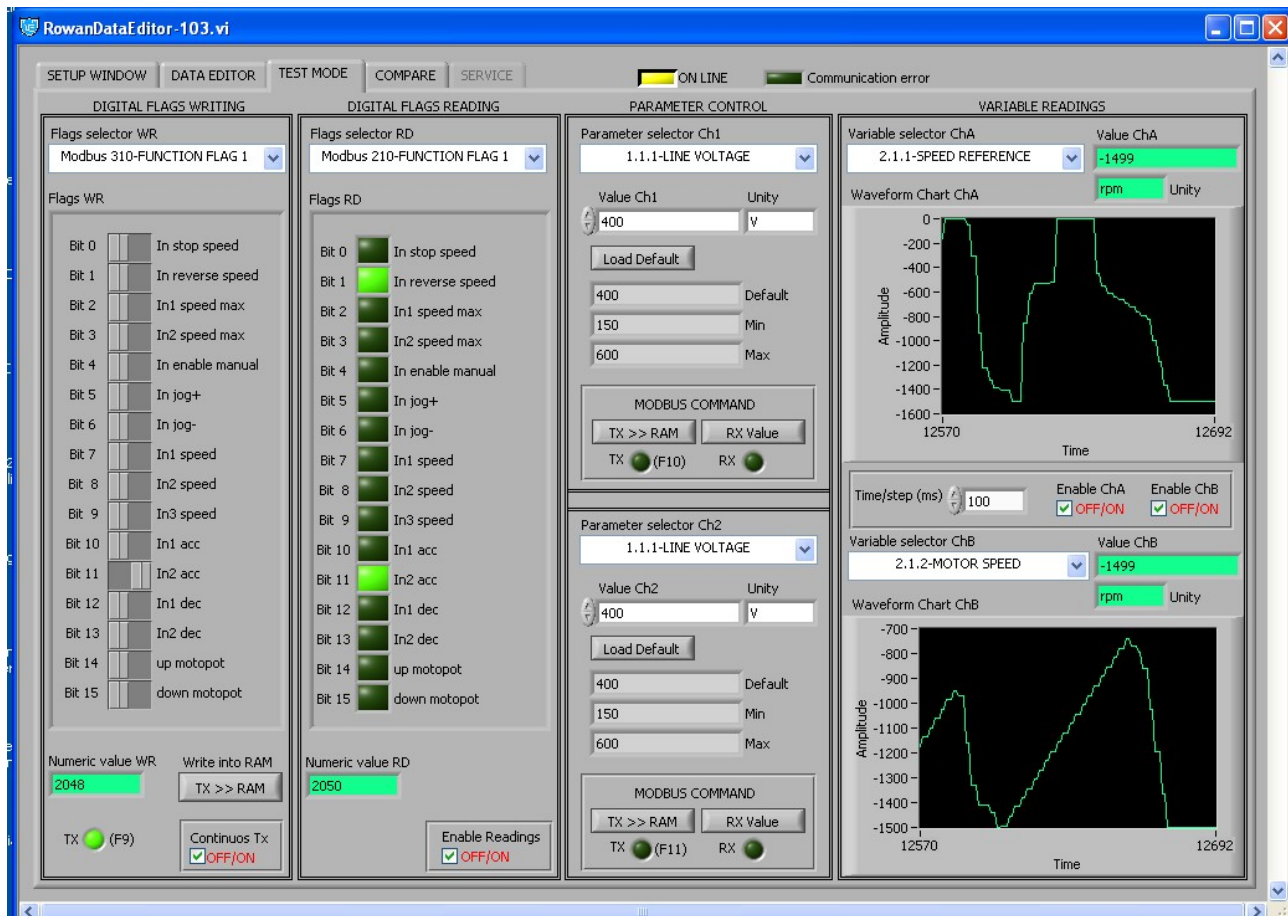 RowanDataEditor-103.vi
SETUP WINDOW DATA EDITOR TEST MODE COMPARE SERVICE ON LINE Communication error
DIGITAL FLAGS WRITING
Flags selector WR
Modbus 310-FUNCTION FLAG 1
Flags WR
Bit 0 In stop speed
Bit 1 In reverse speed
Bit 2 In1 speed max
Bit 3 In2 speed max
Bit 4 In enable manual
Bit 5 In jog+
Bit 6 In jog-
Bit 7 In1 speed
Bit 8 In2 speed
Bit 9 In3 speed
Bit 10 In1 acc
Bit 11 In2 acc
Bit 12 In1 dec
Bit 13 In2 dec
Bit 14 up motopot
Bit 15 down motopot
Numeric value WR Write into RAM
2048 TX >> RAM
TX (F9) Continuos Tx
OFF/ON
DIGITAL FLAGS READING
Flags selector RD
Modbus 210-FUNCTION FLAG 1
Flags RD
Bit 0 In stop speed
Bit 1 In reverse speed
Bit 2 In1 speed max
Bit 3 In2 speed max
Bit 4 In enable manual
Bit 5 In jog+
Bit 6 In jog-
Bit 7 In1 speed
Bit 8 In2 speed
Bit 9 In3 speed
Bit 10 In1 acc
Bit 11 In2 acc
Bit 12 In1 dec
Bit 13 In2 dec
Bit 14 up motopot
Bit 15 down motopot
Numeric value RD
2050
Enable Readings
OFF/ON
PARAMETER CONTROL
Parameter selector Ch1
1.1.1-LINE VOLTAGE
Value Ch1 Unity
400 V
Load Default
400 Default
150 Min
600 Max
MODBUS COMMAND
TX >> RAM RX Value
TX (F10) RX
Parameter selector Ch2
1.1.1-LINE VOLTAGE
Value Ch2 Unity
400 V
Load Default
400 Default
150 Min
600 Max
MODBUS COMMAND
TX >> RAM RX Value
TX (F11) RX
VARIABLE READINGS
Variable selector ChA Value ChA
2.1.1-SPEED REFERENCE -1499
Waveform Chart ChA rpm Unity
0
-200
-400
-600
-800
-1000
-1200
-1400
-1600
Amplitude
12570 12692
Time
Time/step (ms) 100 Enable ChA Enable ChB
OFF/ON OFF/ON
Variable selector ChB Value ChB
2.1.2-MOTOR SPEED -1499
Waveform Chart ChB rpm Unity
-700
-800
-900
-1000
-1100
-1200
-1300
-1400
-1500
Amplitude
12570 12692
Time